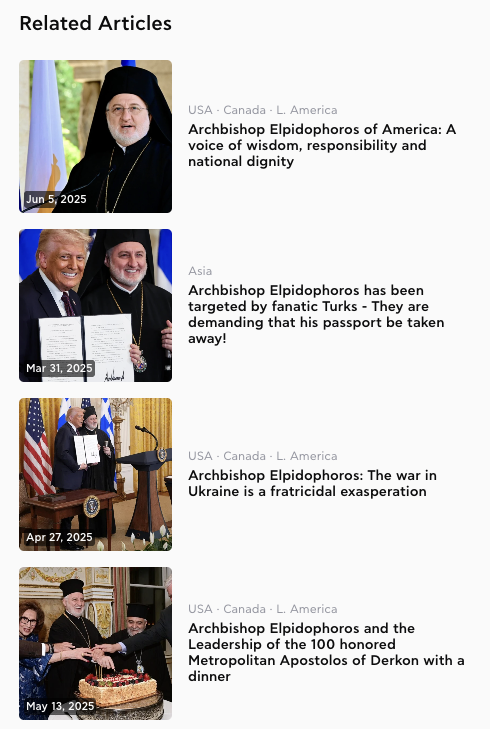 Related Articles
Jun 5, 2025
USA · Canada · L. America
Archbishop Elpidophoros of America: A
voice of wisdom, responsibility and
national dignity
Mar 31, 2025
Asia
Archbishop Elpidophoros has been
targeted by fanatic Turks - They are
demanding that his passport be taken
away!
Apr 27, 2025
USA · Canada · L. America
Archbishop Elpidophoros: The war in
Ukraine is a fratricidal exasperation
May 13, 2025
USA · Canada · L. America
Archbishop Elpidophoros and the
Leadership of the 100 honored
Metropolitan Apostolos of Derkon with a
dinner